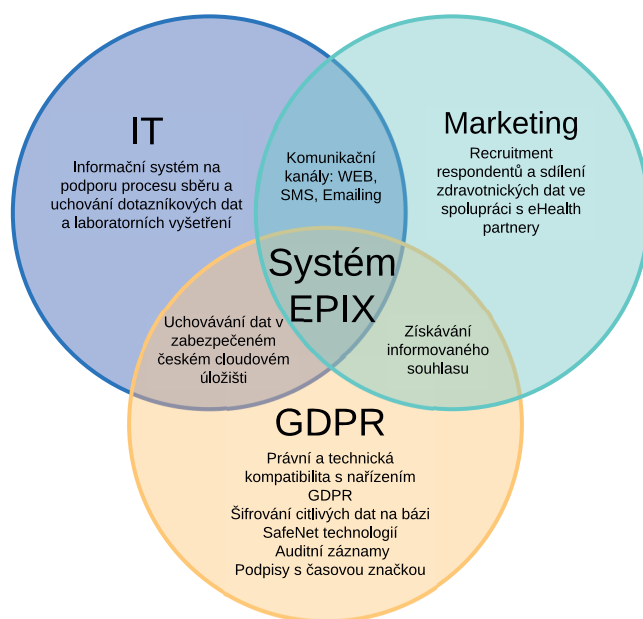 IT
Informační systém na
podporu procesu sběru a
uchování dotazníkových dat
a laboratorních vyšetření
Komunikační
kanály: WEB,
SMS, Emailing
Marketing
Recruitment
respondentů a sdílení
zdravotnických dat ve
spolupráci s eHealth
partnery
Systém
EPIX
Uchovávání dat v
zabezpečeném
českém cloudovém
úložišti
Získávání
informovaného
souhlasu
GDPR
Právní a technická
kompatibilita s nařízením
GDPR
Šifrování citlivých dat na bázi
SafeNet technologií
Auditní záznamy
Podpisy s časovou značkou